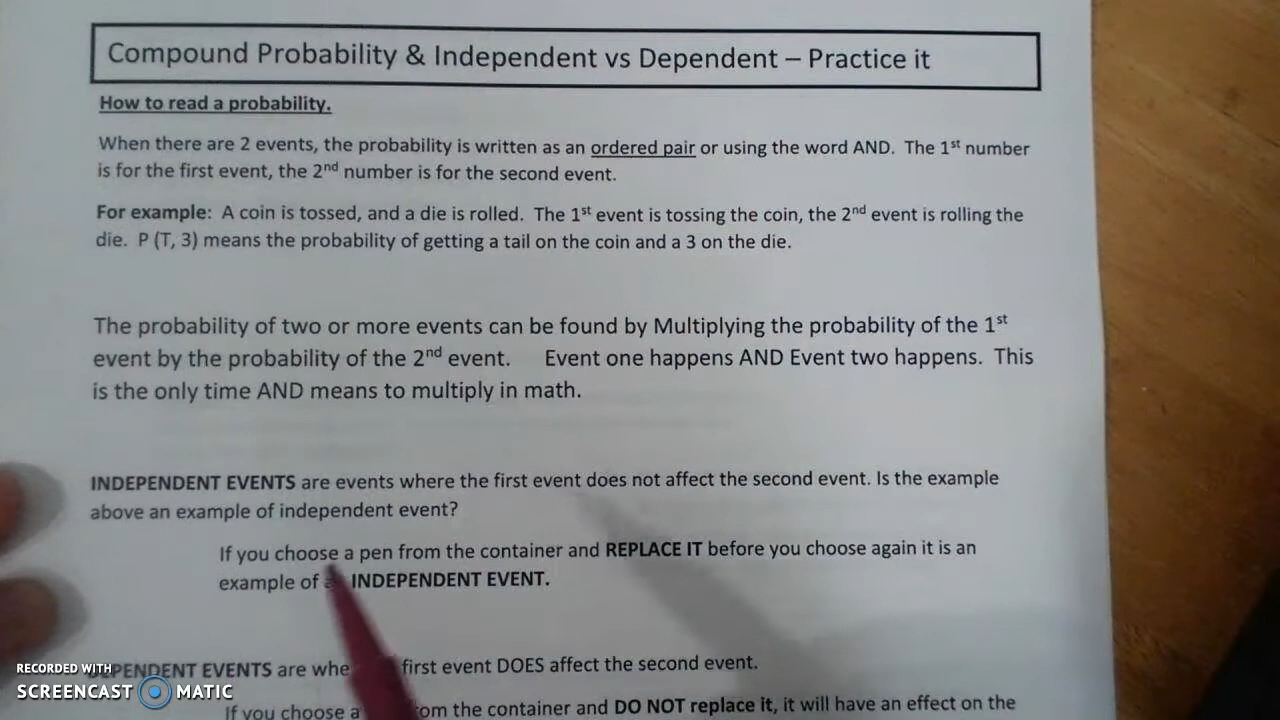 Compound Probability & Independent vs Dependent – Practice it
How to read a probability.
When there are 2 events, the probability is written as an ordered pair or using the word AND. The 1st number
is for the first event, the 2nd number is for the second event.
For example: A coin is tossed, and a die is rolled. The 1st event is tossing the coin, the 2nd event is rolling the
die. P (T, 3) means the probability of getting a tail on the coin and a 3 on the die.
The probability of two or more events can be found by Multiplying the probability of the 1st
event by the probability of the 2nd event. Event one happens AND Event two happens. This
is the only time AND means to multiply in math.
INDEPENDENT EVENTS are events where the first event does not affect the second event. Is the example
above an example of independent event?
If you choose a pen from the container and REPLACE IT before you choose again it is an
example of INDEPENDENT EVENT.
RECORDED WITH
DEPENDENT EVENTS are first event DOES affect the second event.
SCREENCAST MATIC
If you choose a the container and DO NOT replace it, it will have an effect on the